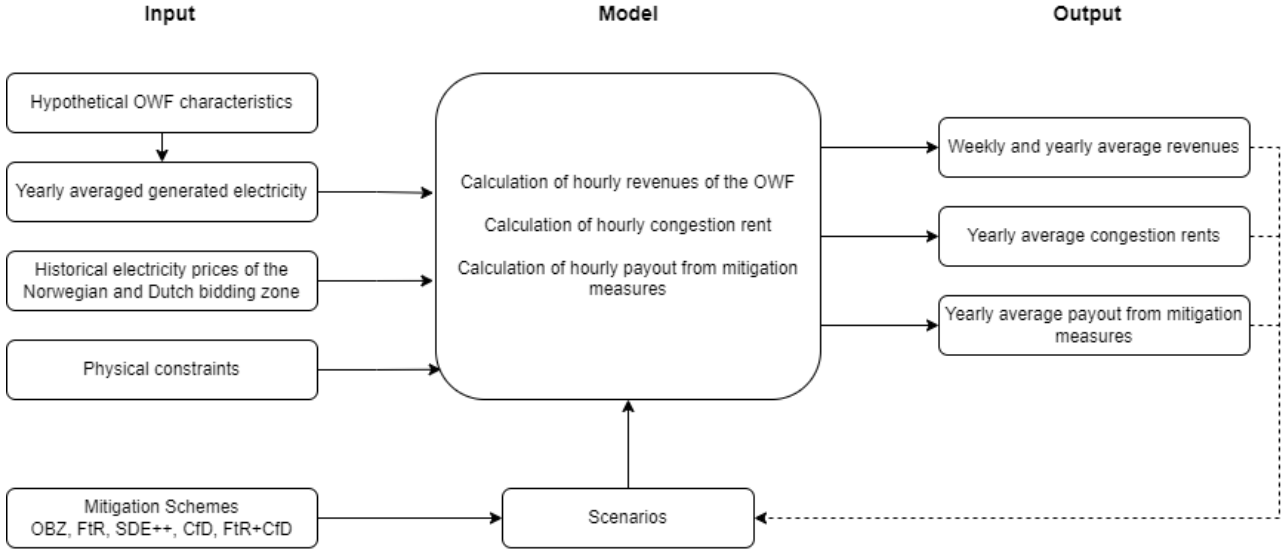 Input
Model
Output
Hypothetical OWF characteristics
Yearly averaged generated electricity
Historical electricity prices of the
Norwegian and Dutch bidding zone
Physical constraints
Mitigation Schemes
OBZ, FtR, SDE++, CfD, FtR+CfD
Calculation of hourly revenues of the OWF
Calculation of hourly congestion rent
Calculation of hourly payout from mitigation
measures
Scenarios
Weekly and yearly average revenues
Yearly average congestion rents
Yearly average payout from mitigation
measures